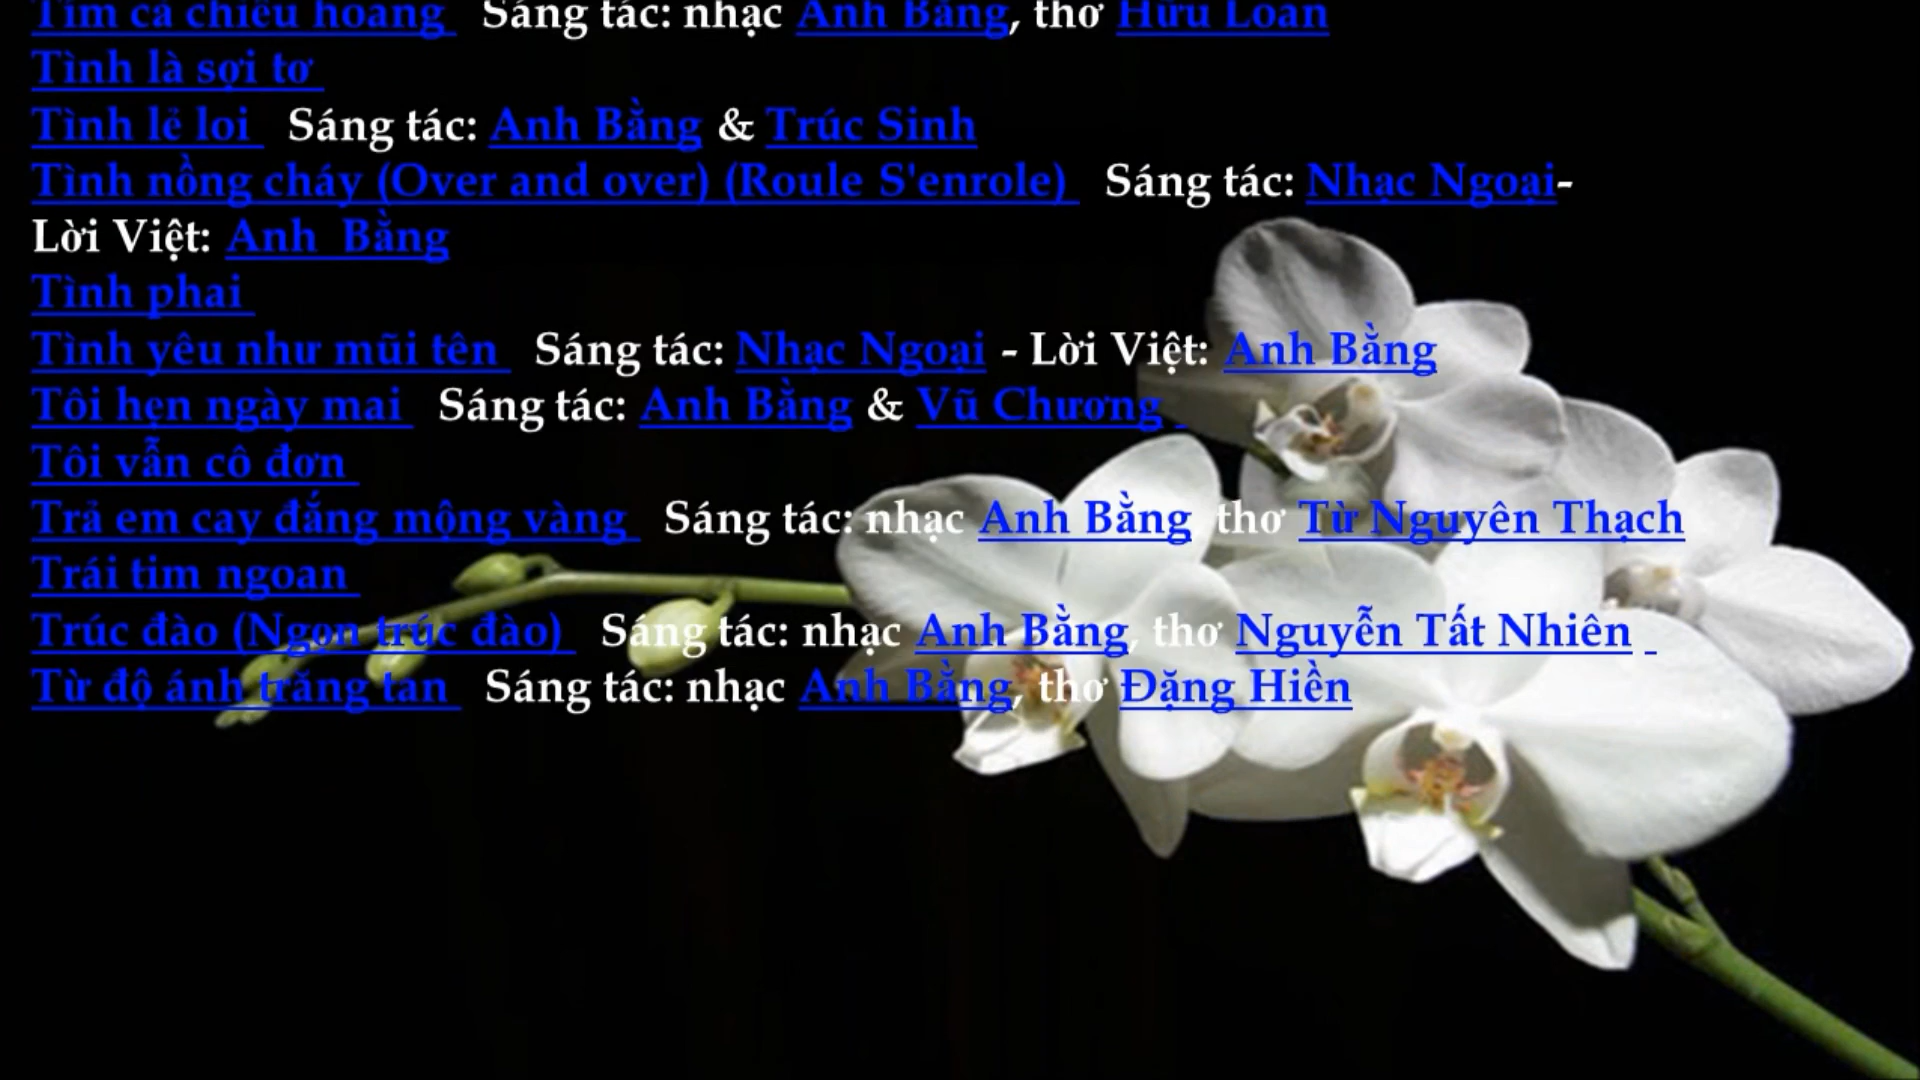 Tím cả chiều hoang   Sáng tác: nhạc Anh Bằng, thơ Hữu Loan
Tình là sợi tơ
Tình lẻ loi   Sáng tác: Anh Bằng & Trúc Sinh
Tình nồng cháy (Over and over) (Roule S'enrole)   Sáng tác: Nhạc Ngoại-
Lời Việt: Anh Bằng
Tình phai
Tình yêu như mũi tên   Sáng tác: Nhạc Ngoại - Lời Việt: Anh Bằng
Tôi hẹn ngày mai   Sáng tác: Anh Bằng & Vũ Chương
Tôi vẫn cô đơn
Trả em cay đắng mộng vàng   Sáng tác: nhạc Anh Bằng, thơ Từ Nguyên Thạch
Trái tim ngoan
Trúc đào (Ngọn trúc đào)   Sáng tác: nhạc Anh Bằng, thơ Nguyễn Tất Nhiên
Từ độ ánh trăng tan   Sáng tác: nhạc Anh Bằng, thơ Đặng Hiền